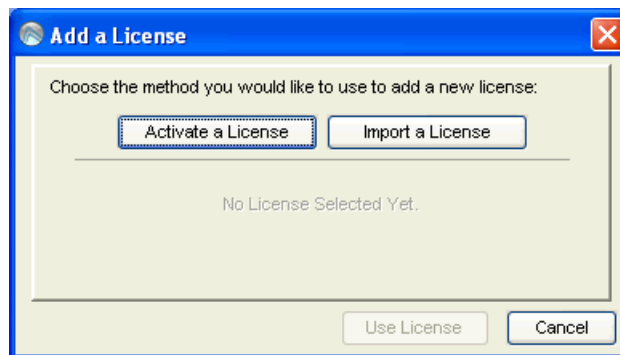 Add a License
Choose the method you would like to use to add a new license:
Activate a License Import a License
No License Selected Yet.
Use License Cancel